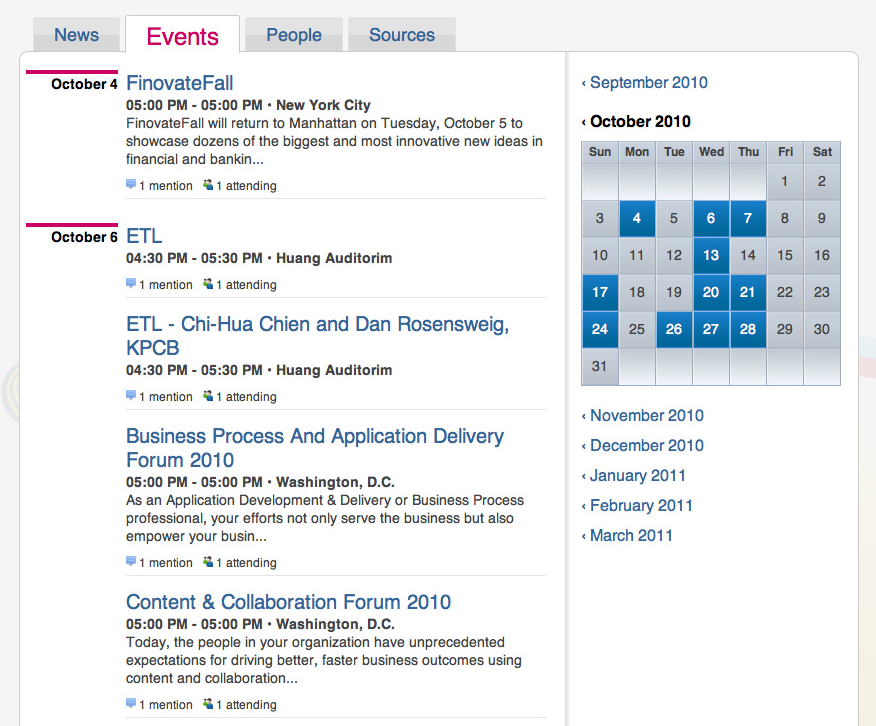 News
Events
People
Sources
October 4
FinovateFall
05:00 PM - 05:00 PM • New York City
FinovateFall will return to Manhattan on Tuesday, October 5 to
showcase dozens of the biggest and most innovative new ideas in
financial and bankin...
1 mention 1 attending
October 6
ETL
04:30 PM - 05:30 PM • Huang Auditorim
1 mention 1 attending
ETL - Chi-Hua Chien and Dan Rosensweig,
KPCB
04:30 PM - 05:30 PM • Huang Auditorim
1 mention 1 attending
Business Process And Application Delivery
Forum 2010
05:00 PM - 05:00 PM • Washington, D.C.
As an Application Development & Delivery or Business Process
professional, your efforts not only serve the business but also
empower your busin...
1 mention 1 attending
Content & Collaboration Forum 2010
05:00 PM - 05:00 PM • Washington, D.C.
Today, the people in your organization have unprecedented
expectations for driving better, faster business outcomes using
content and collaboration...
1 mention 1 attending
‹ September 2010
‹ October 2010
Sun Mon Tue Wed Thu Fri Sat
1 2
3 4 5 6 7 8 9
10 11 12 13 14 15 16
17 18 19 20 21 22 23
24 25 26 27 28 29 30
31
‹ November 2010
‹ December 2010
‹ January 2011
‹ February 2011
‹ March 2011